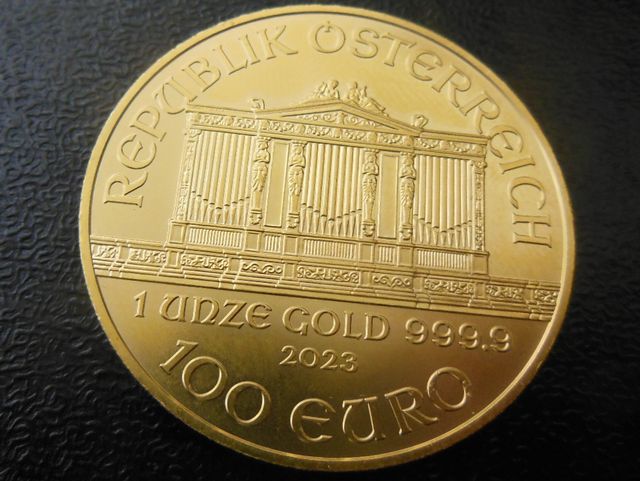 REPUBLIK ÖSTERREICH
1 UNZE GOLD 999.9
2023
100 EURO